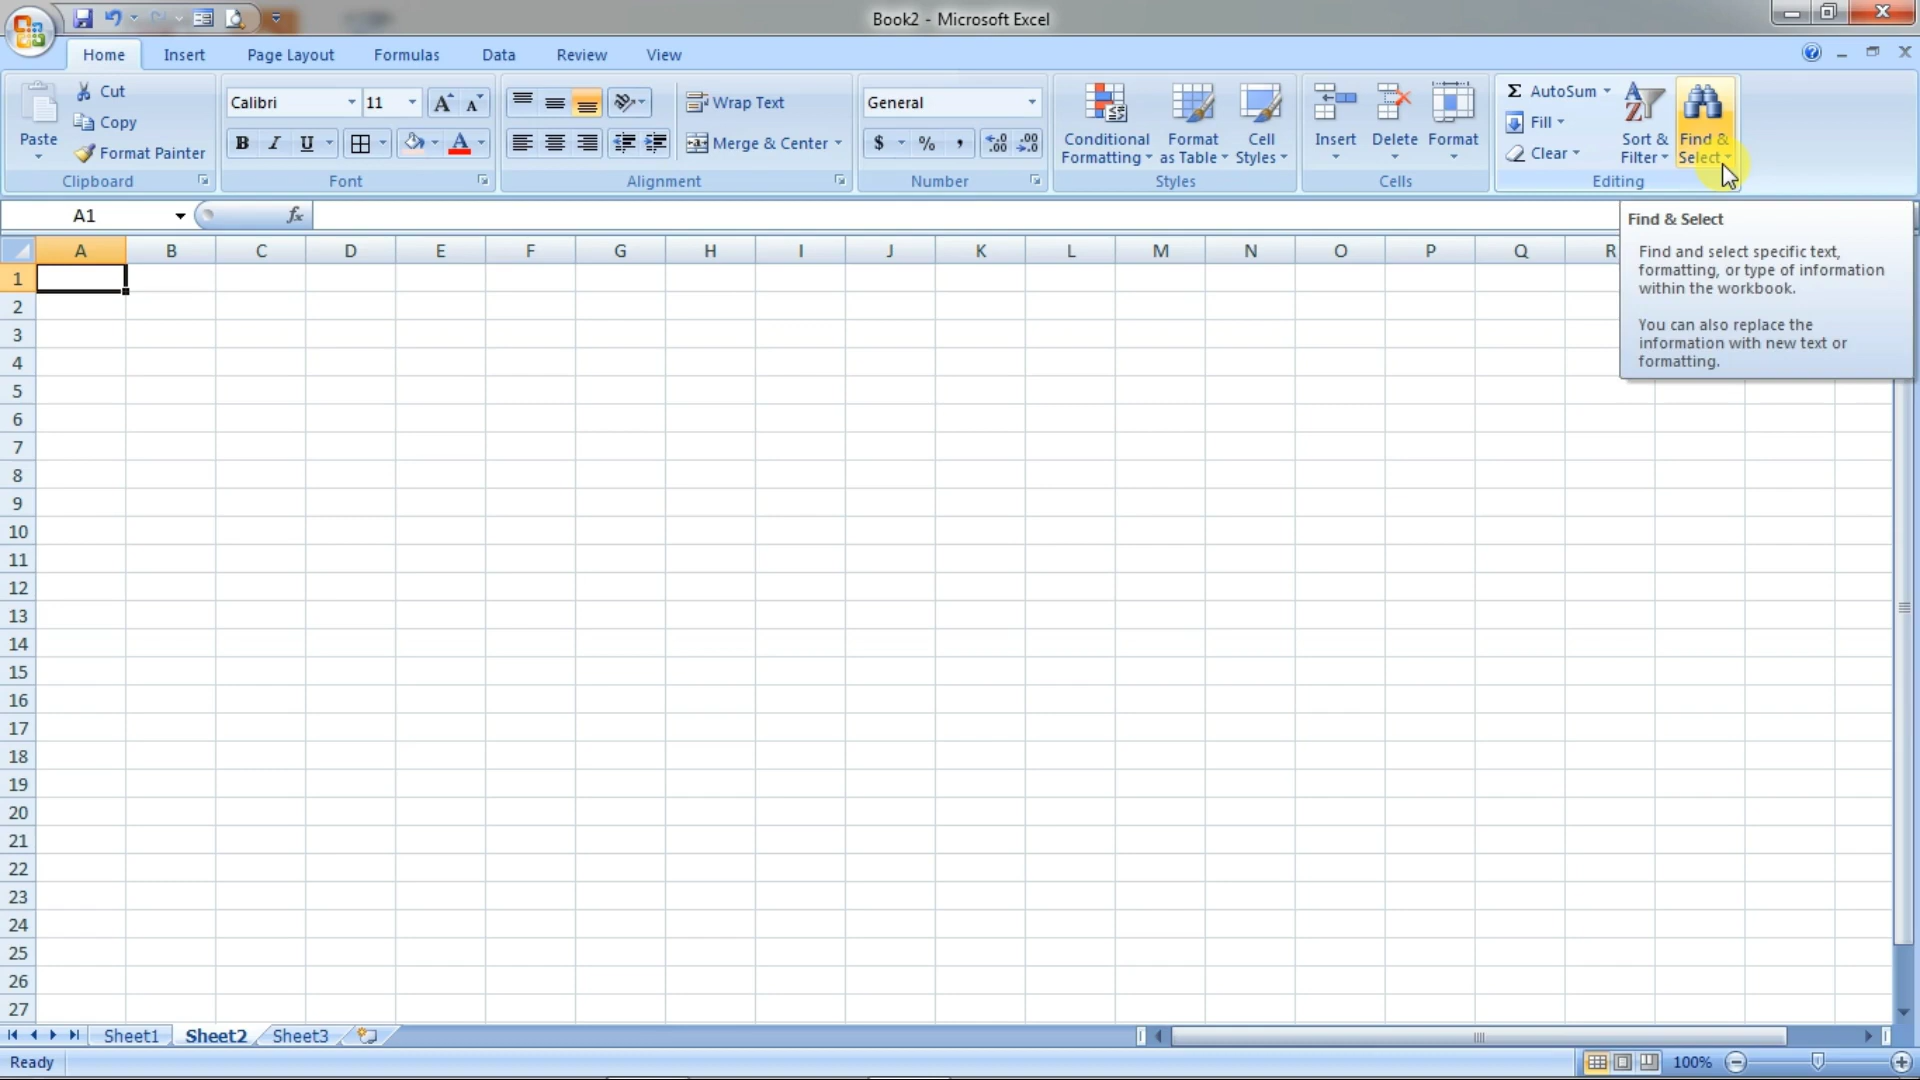 Book2 - Microsoft Excel
Home Insert Page Layout Formulas Data Review View
Paste
Cut
Copy
Format Painter
Clipboard
Calibri 11
B I U
Font
Wrap Text
Merge & Center
Alignment
General
$ % ,
Number
Conditional Formatting
Format as Table
Cell Styles
Styles
Insert
Delete
Format
Cells
Σ AutoSum
Fill
Clear
Sort & Filter
Find & Select
Editing
A1 fx
Find & Select
Find and select specific text,
formatting, or type of information
within the workbook.
You can also replace the
information with new text or
formatting.
A B C D E F G H I J K L M N O P Q R
1
2
3
4
5
6
7
8
9
10
11
12
13
14
15
16
17
18
19
20
21
22
23
24
25
26
27
Sheet1 Sheet2 Sheet3
Ready 100%